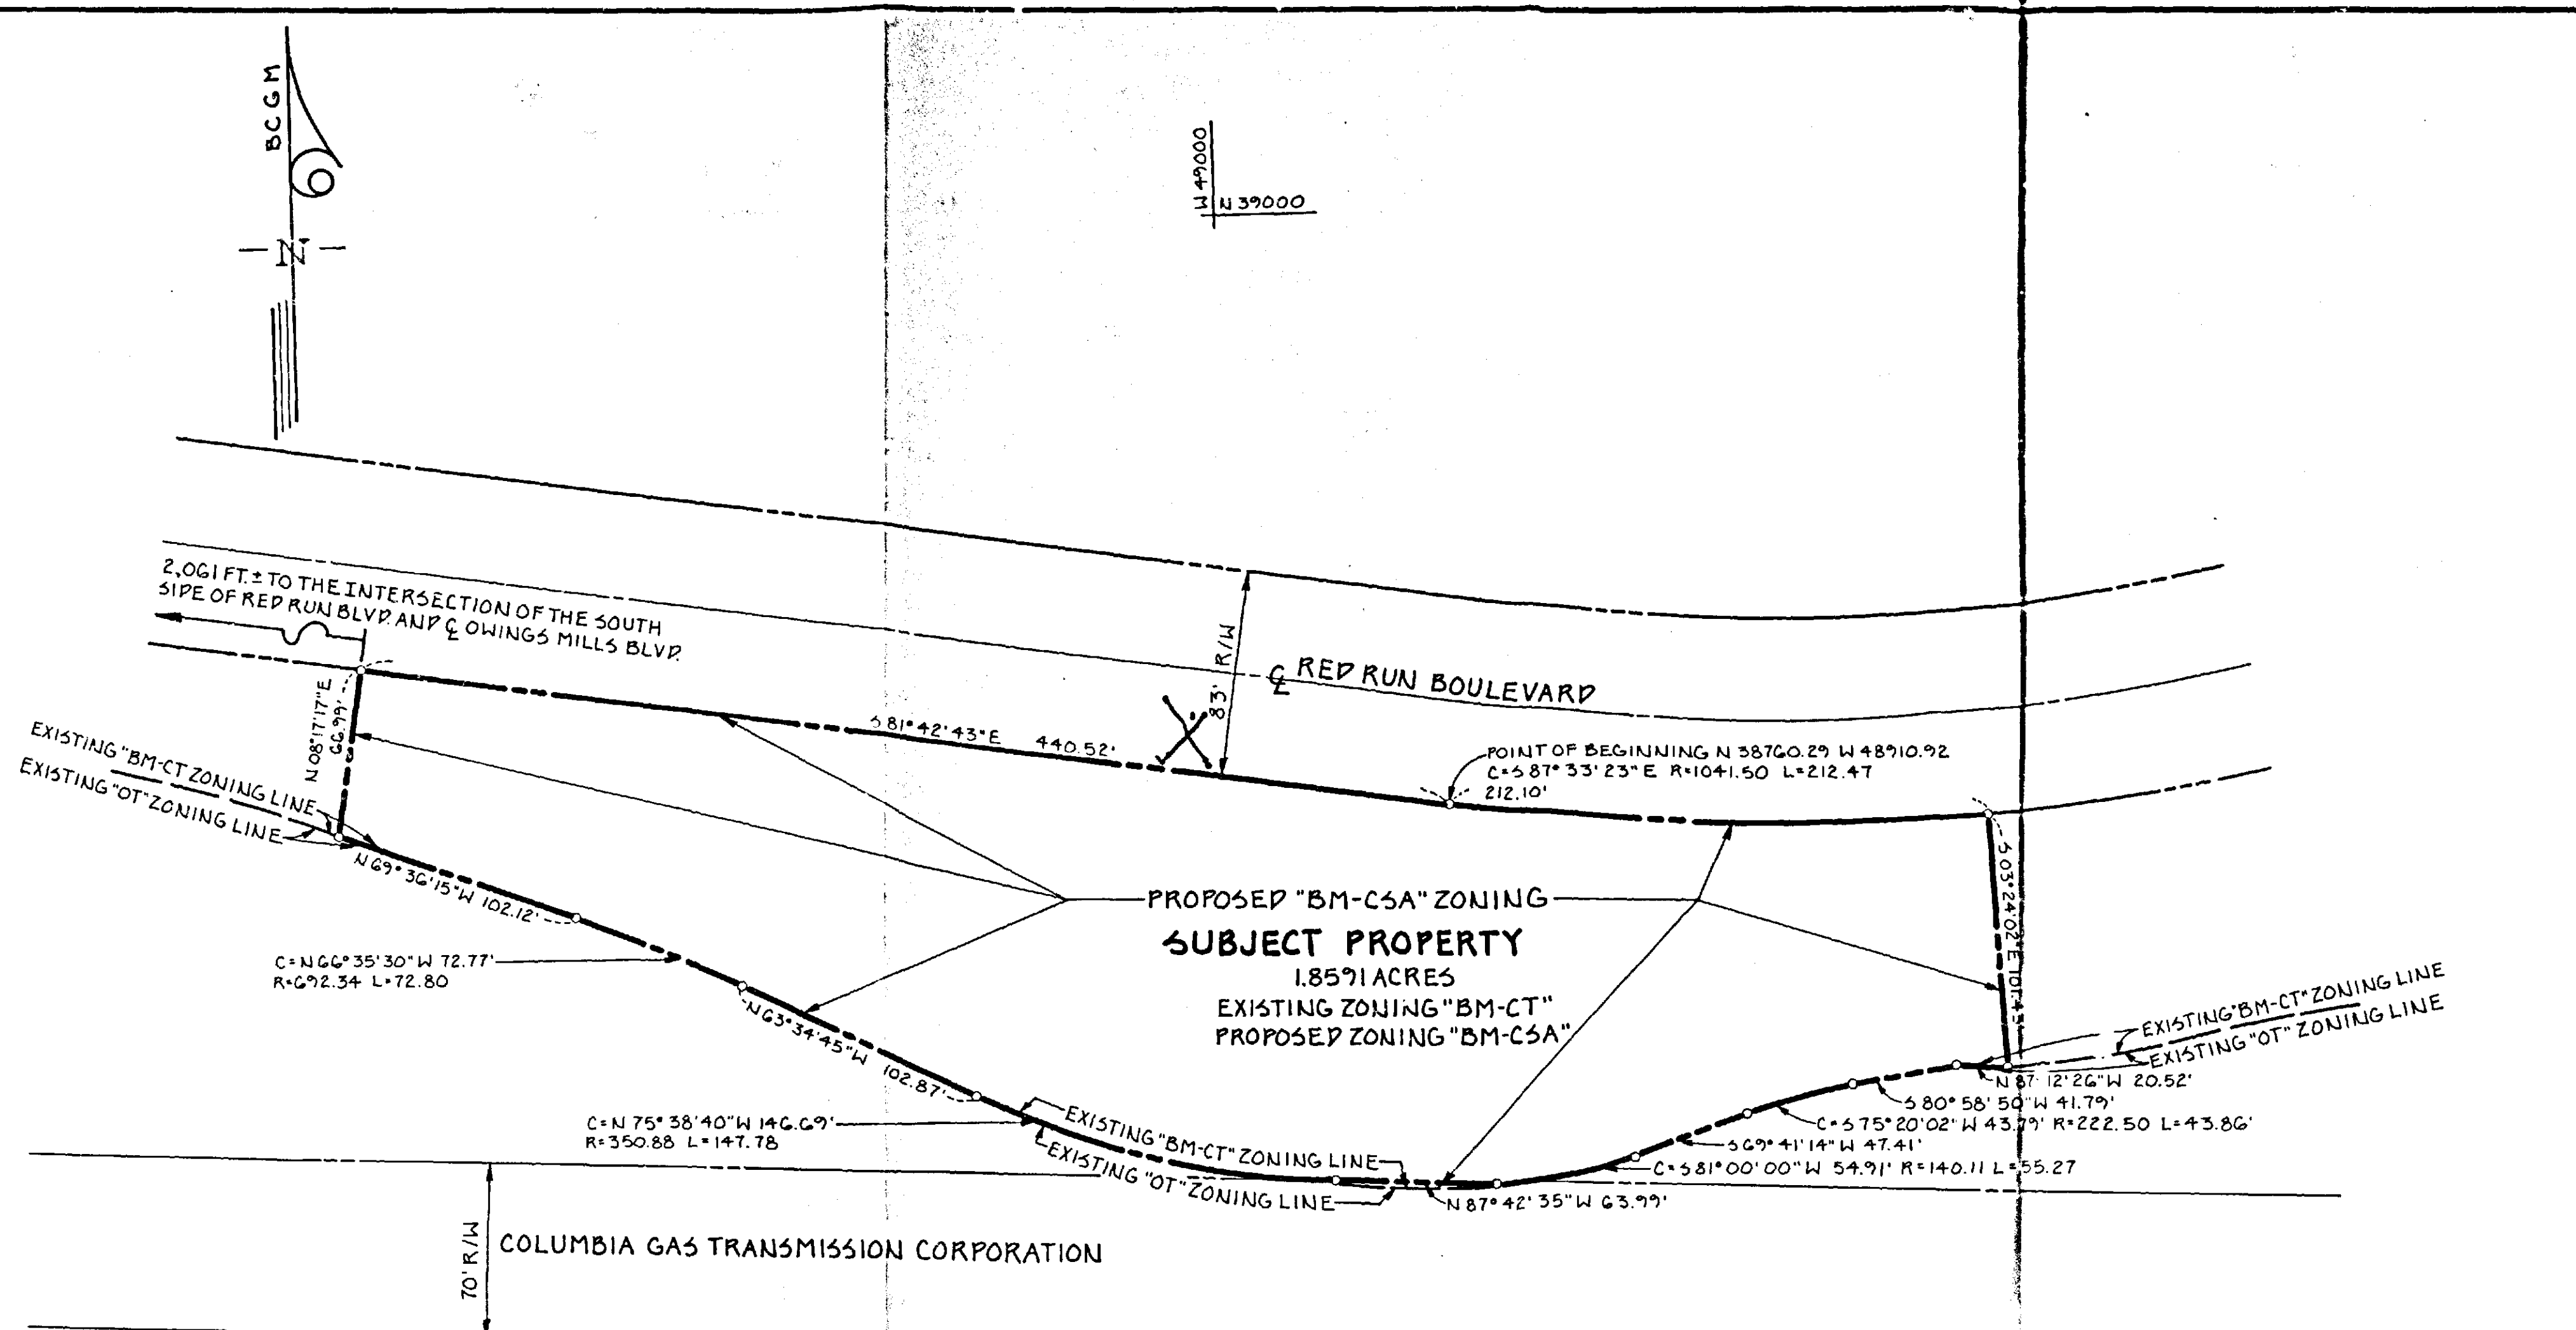 BCGM
N
W 49000
N 39000
2,061 FT. ± TO THE INTERSECTION OF THE SOUTH
SIDE OF RED RUN BLVD. AND ℄ OWINGS MILLS BLVD.
83' R/W
℄ RED RUN BOULEVARD
S 81° 42' 43" E 440.52'
N 08° 17' 17" E
66.99'
EXISTING "BM-CT ZONING LINE
EXISTING "OT" ZONING LINE
POINT OF BEGINNING N 38760.29 W 48910.92
C=S 87° 33' 23" E R=1041.50 L=212.47
212.10'
N 69° 36' 15" W 102.12'
S 03° 24' 02" E
PROPOSED "BM-CSA" ZONING
SUBJECT PROPERTY
1.8591 ACRES
EXISTING ZONING "BM-CT"
PROPOSED ZONING "BM-CSA"
C=N 66° 35' 30" W 72.77'
R=692.34 L=72.80
N 63° 34' 45" W 102.87'
EXISTING "BM-CT" ZONING LINE
EXISTING "OT" ZONING LINE
N 87° 12' 26" W 20.52'
S 80° 58' 50" W 41.79'
C=S 75° 20' 02" W 43.79' R=222.50 L=43.86'
S 69° 41' 14" W 47.41'
C=S 81° 00' 00" W 54.91' R=140.11 L=55.27
C=N 75° 38' 40" W 146.69'
R=350.88 L=147.78
EXISTING "BM-CT" ZONING LINE
EXISTING "OT" ZONING LINE
N 87° 42' 35" W 63.99'
70' R/W
COLUMBIA GAS TRANSMISSION CORPORATION